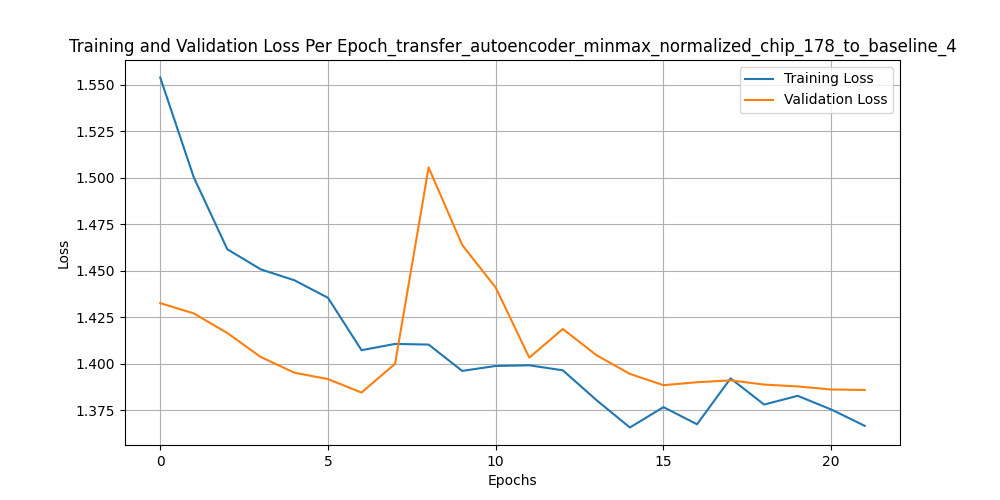 Training and Validation Loss Per Epoch_transfer_autoencoder_minmax_normalized_chip_178_to_baseline_4
Training Loss
Validation Loss
1.550
1.525
1.500
1.475
1.450
1.425
1.400
1.375
Loss
0 5 10 15 20
Epochs